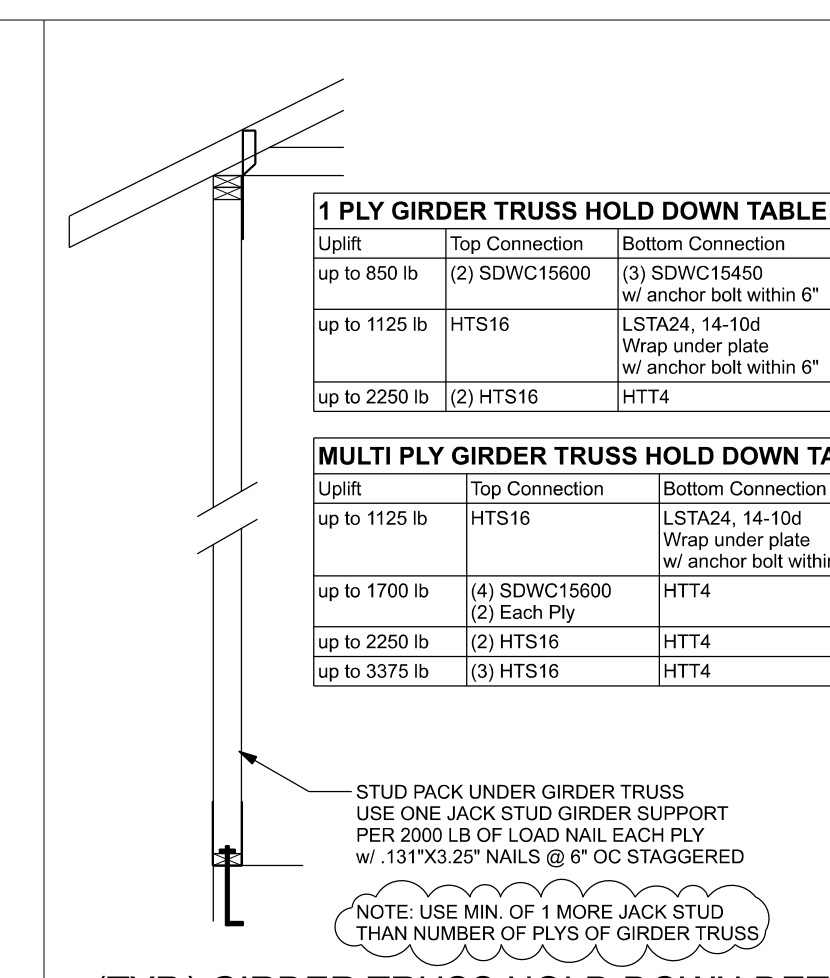 1 PLY GIRDER TRUSS HOLD DOWN TABLE
Uplift Top Connection Bottom Connection
up to 850 lb (2) SDWC15600 (3) SDWC15450
w/ anchor bolt within 6"
up to 1125 lb HTS16 LSTA24, 14-10d
Wrap under plate
w/ anchor bolt within 6"
up to 2250 lb (2) HTS16 HTT4
MULTI PLY GIRDER TRUSS HOLD DOWN
Uplift Top Connection Bottom Connection
up to 1125 lb HTS16 LSTA24, 14-10d
Wrap under plate
w/ anchor bolt
up to 1700 lb (4) SDWC15600 HTT4
(2) Each Ply
up to 2250 lb (2) HTS16 HTT4
up to 3375 lb (3) HTS16 HTT4
STUD PACK UNDER GIRDER TRUSS
USE ONE JACK STUD GIRDER SUPPORT
PER 2000 LB OF LOAD NAIL EACH PLY
w/ .131"X3.25" NAILS @ 6" OC STAGGERED
NOTE: USE MIN. OF 1 MORE JACK STUD
THAN NUMBER OF PLYS OF GIRDER TRUSS